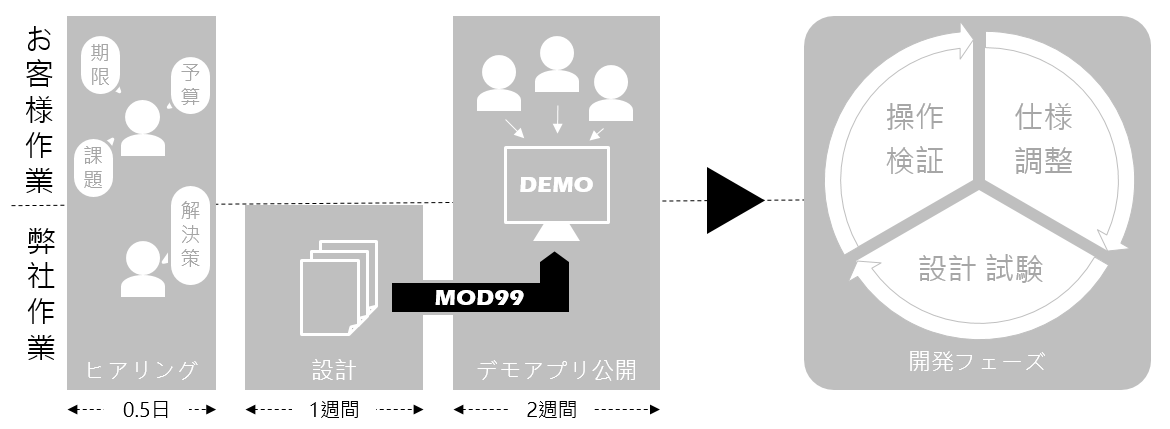 お客様作業
弊社作業
期限
予算
課題
解決策
ヒアリング
0.5日
設計
1週間
MOD99
DEMO
デモアプリ公開
2週間
操作
検証
仕様
調整
設計 試験
開発フェーズ